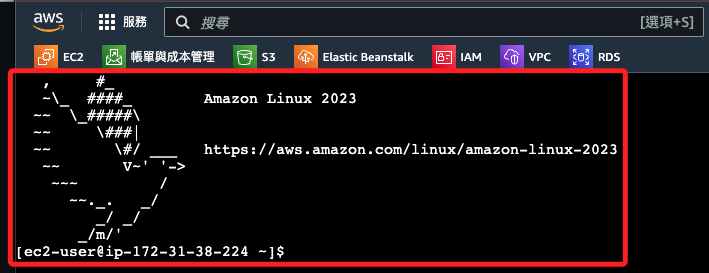 aws 服務 搜尋 [選項+S]
EC2 帳單與成本管理 S3 Elastic Beanstalk IAM VPC RDS
   ,     #_
   ~\_  ####_        Amazon Linux 2023
  ~~  \_#####\
  ~~     \###|
  ~~       \#/ ___   https://aws.amazon.com/linux/amazon-linux-2023
   ~~       V~' '->
    ~~~         /
      ~~._.   _/
         _/ _/
       _/m/'
[ec2-user@ip-172-31-38-224 ~]$